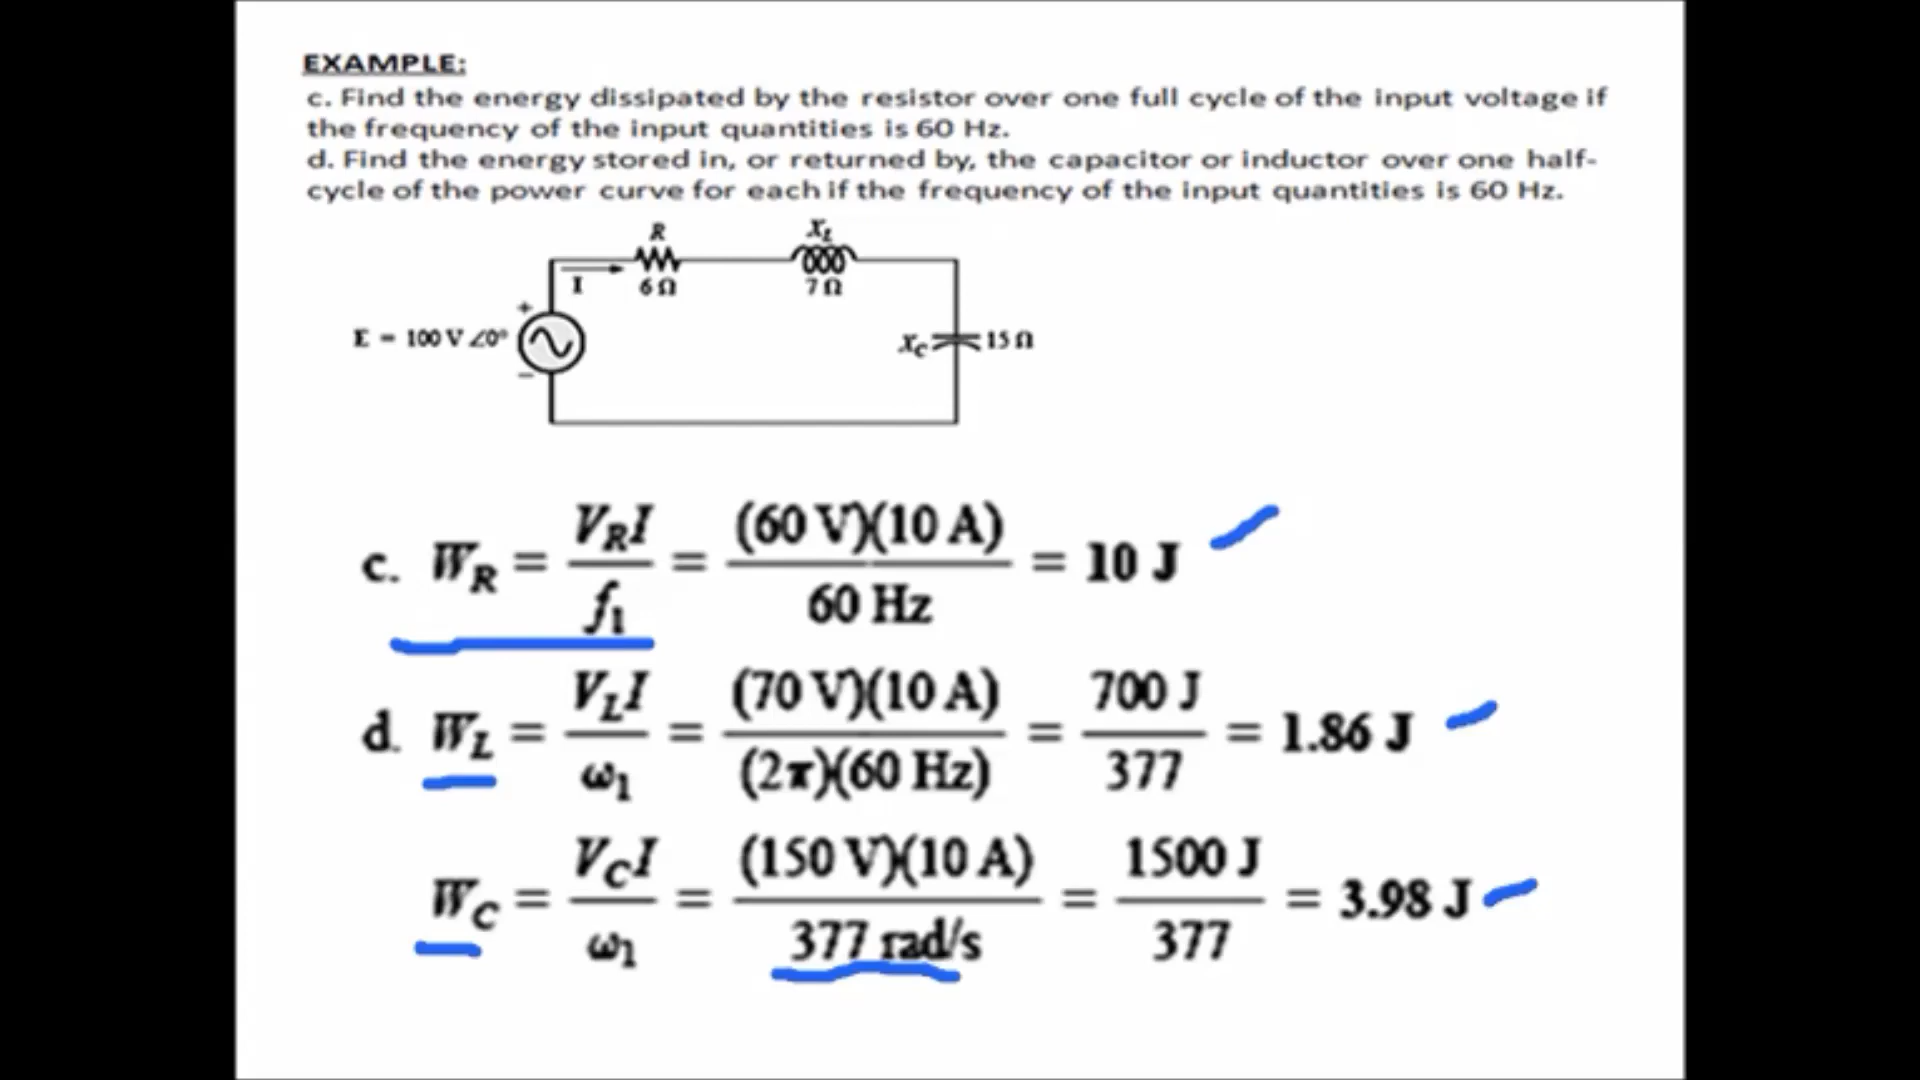 EXAMPLE:
c. Find the energy dissipated by the resistor over one full cycle of the input voltage if
the frequency of the input quantities is 60 Hz.
d. Find the energy stored in, or returned by, the capacitor or inductor over one half-
cycle of the power curve for each if the frequency of the input quantities is 60 Hz.
R
X_L
I
6 Ω
7 Ω
+
E = 100 V ∠0°
X_C
15 Ω
−
c. W_R = V_R I / f_1 = (60 V)(10 A) / 60 Hz = 10 J
d. W_L = V_L I / ω_1 = (70 V)(10 A) / (2π)(60 Hz) = 700 J / 377 = 1.86 J
W_C = V_C I / ω_1 = (150 V)(10 A) / 377 rad/s = 1500 J / 377 = 3.98 J